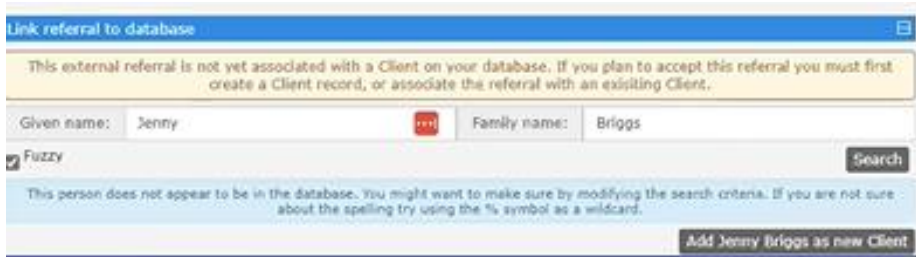 Link referral to database
This external referral is not yet associated with a Client on your database. If you plan to accept this referral you must first
create a Client record, or associate the referral with an exisiting Client.
Given name: Jenny Family name: Briggs
Fuzzy Search
This person does not appear to be in the database. You might want to make sure by modifying the search criteria. If you are not sure
about the spelling try using the % symbol as a wildcard.
Add Jenny Briggs as new Client